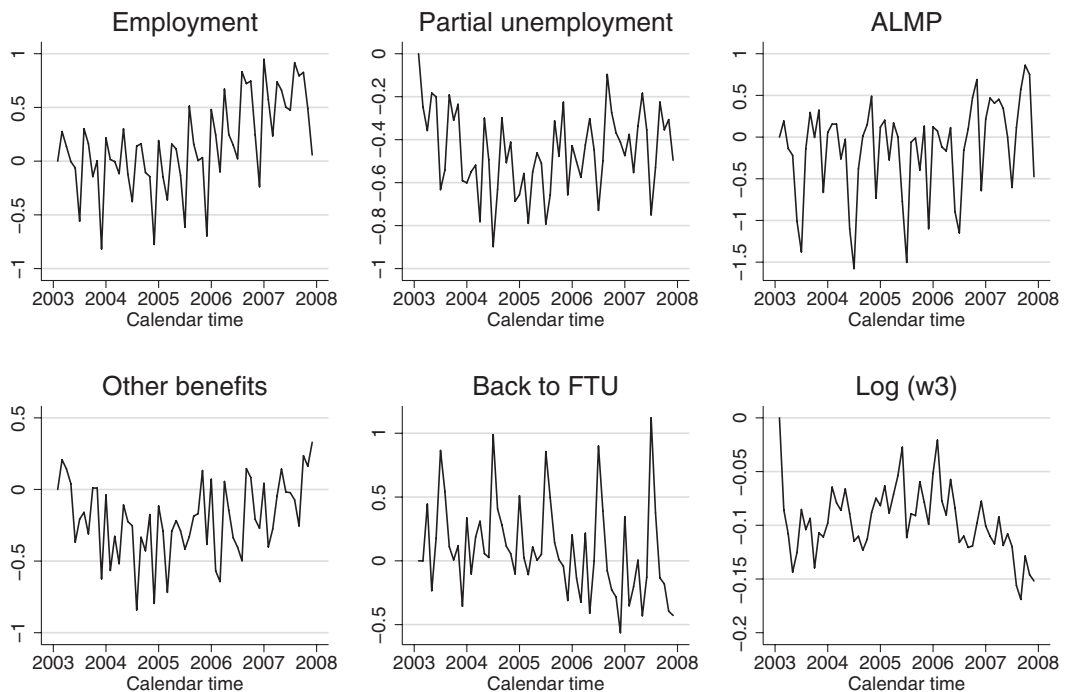 Employment
1
0.5
0
−0.5
−1
2003 2004 2005 2006 2007 2008
Calendar time
Partial unemployment
0
−0.2
−0.4
−0.6
−0.8
−1
2003 2004 2005 2006 2007 2008
Calendar time
ALMP
1
0.5
0
−0.5
−1
−1.5
2003 2004 2005 2006 2007 2008
Calendar time
Other benefits
0.5
0
−0.5
−1
2003 2004 2005 2006 2007 2008
Calendar time
Back to FTU
1
0.5
0
−0.5
2003 2004 2005 2006 2007 2008
Calendar time
Log (w3)
0
−0.05
−0.1
−0.15
−0.2
2003 2004 2005 2006 2007 2008
Calendar time